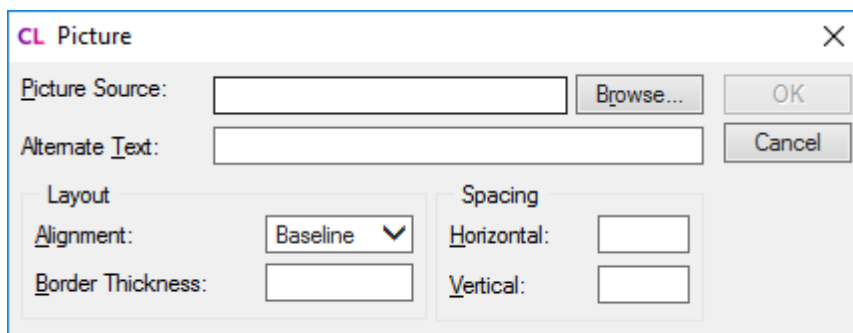 CL Picture
Picture Source: Browse... OK
Alternate Text: Cancel
Layout Spacing
Alignment: Baseline Horizontal:
Border Thickness: Vertical: